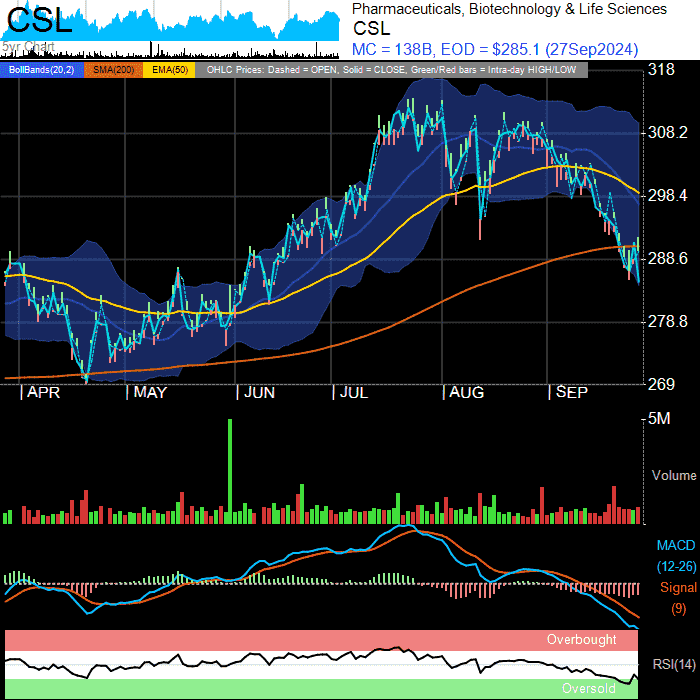 CSL
5yr Chart
Pharmaceuticals, Biotechnology & Life Sciences
CSL
MC = 138B, EOD = $285.1 (27Sep2024)
BollBands(20,2) SMA(200) EMA(50) OHLC Prices: Dashed = OPEN, Solid = CLOSE, Green/Red bars = Intra-day HIGH/LOW
318
308.2
298.4
288.6
278.8
269
APR MAY JUN JUL AUG SEP
5M
Volume
MACD
(12-26)
Signal
(9)
Overbought
RSI(14)
Oversold